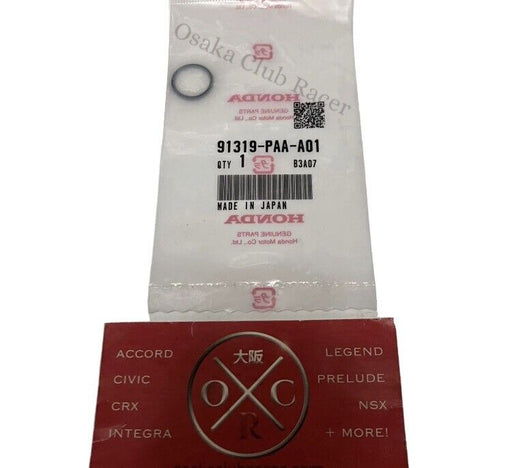 Osaka Club Racer
HONDA
GENUINE PARTS
Honda Motor Co., Ltd.
91319-PAA-A01
QTY 1 B3A07
MADE IN JAPAN
HONDA
GENUINE PARTS
Honda Motor Co., Ltd.
ACCORD
CIVIC
CRX
INTEGRA
大阪
O C
R
LEGEND
PRELUDE
NSX
+ MORE!